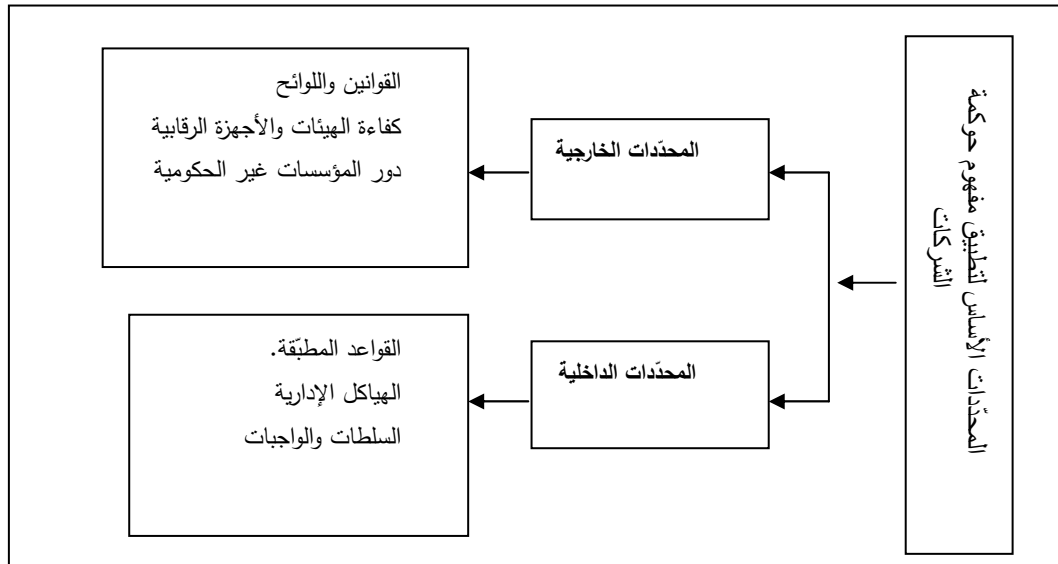 المحدّدات الأساس لتطبيق مفهوم حوكمة
الشركات
المحدّدات الخارجية
القوانين واللوائح
كفاءة الهيئات والأجهزة الرقابية
دور المؤسسات غير الحكومية
المحدّدات الداخلية
القواعد المطبّقة.
الهياكل الإدارية
السلطات والواجبات